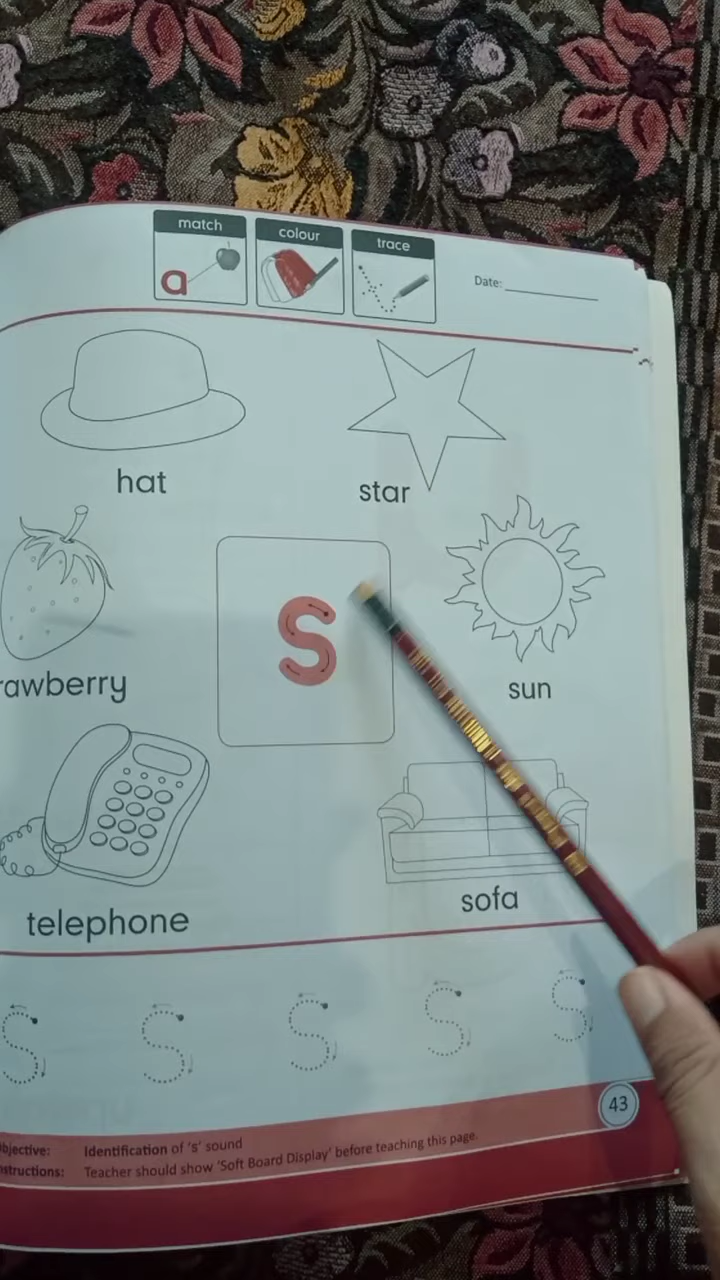 match colour trace
a
Date:
hat star
s
rawberry sun
telephone sofa
s s s s s
bjective: Identification of 's' sound
nstructions: Teacher should show 'Soft Board Display' before teaching this page.
43